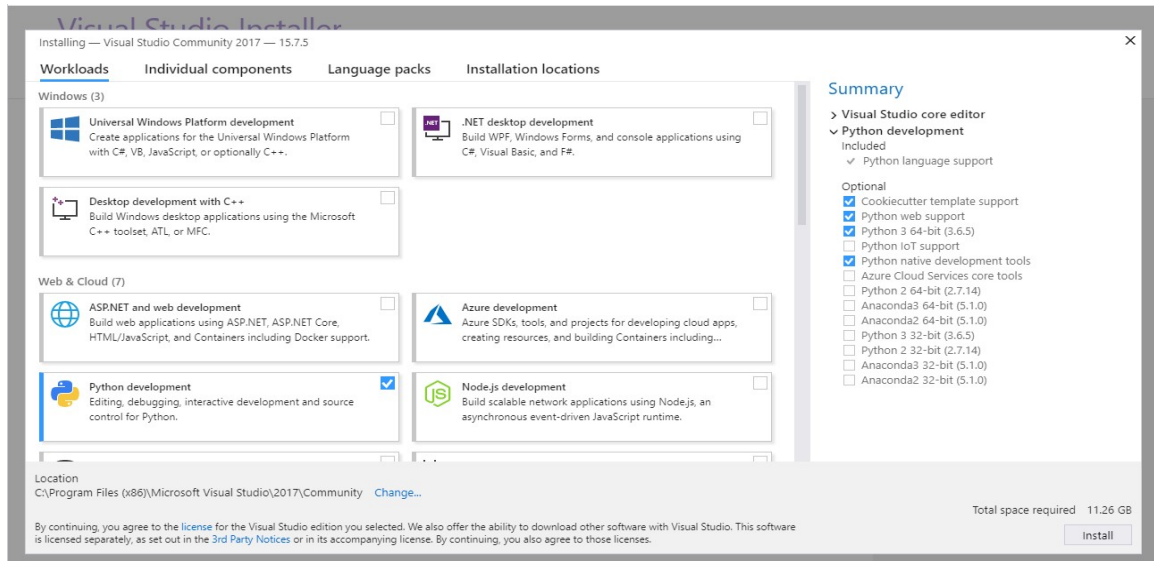 Visual Studio Installer
Installing — Visual Studio Community 2017 — 15.7.5
Workloads
Individual components
Language packs
Installation locations
Windows (3)
Universal Windows Platform development
Create applications for the Universal Windows Platform
with C#, VB, JavaScript, or optionally C++.
.NET
.NET desktop development
Build WPF, Windows Forms, and console applications using
C#, Visual Basic, and F#.
Desktop development with C++
Build Windows desktop applications using the Microsoft
C++ toolset, ATL, or MFC.
Web & Cloud (7)
ASP.NET and web development
Build web applications using ASP.NET, ASP.NET Core,
HTML/JavaScript, and Containers including Docker support.
Azure development
Azure SDKs, tools, and projects for developing cloud apps,
creating resources, and building Containers including...
Python development
Editing, debugging, interactive development and source
control for Python.
JS
Node.js development
Build scalable network applications using Node.js, an
asynchronous event-driven JavaScript runtime.
Summary
Visual Studio core editor
Python development
Included
Python language support
Optional
Cookiecutter template support
Python web support
Python 3 64-bit (3.6.5)
Python IoT support
Python native development tools
Azure Cloud Services core tools
Python 2 64-bit (2.7.14)
Anaconda3 64-bit (5.1.0)
Anaconda2 64-bit (5.1.0)
Python 3 32-bit (3.6.5)
Python 2 32-bit (2.7.14)
Anaconda3 32-bit (5.1.0)
Anaconda2 32-bit (5.1.0)
Location
C:\Program Files (x86)\Microsoft Visual Studio\2017\Community Change...
Total space required 11.26 GB
By continuing, you agree to the license for the Visual Studio edition you selected. We also offer the ability to download other software with Visual Studio. This software
is licensed separately, as set out in the 3rd Party Notices or in its accompanying license. By continuing, you also agree to those licenses.
Install